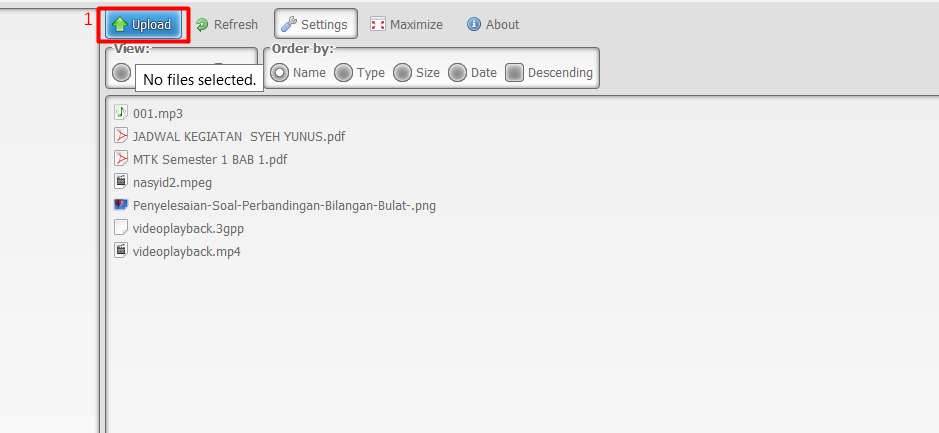 1 Upload Refresh Settings Maximize About
View: Order by:
No files selected. Name Type Size Date Descending
001.mp3
JADWAL KEGIATAN  SYEH YUNUS.pdf
MTK Semester 1 BAB 1.pdf
nasyid2.mpeg
Penyelesaian-Soal-Perbandingan-Bilangan-Bulat-.png
videoplayback.3gpp
videoplayback.mp4